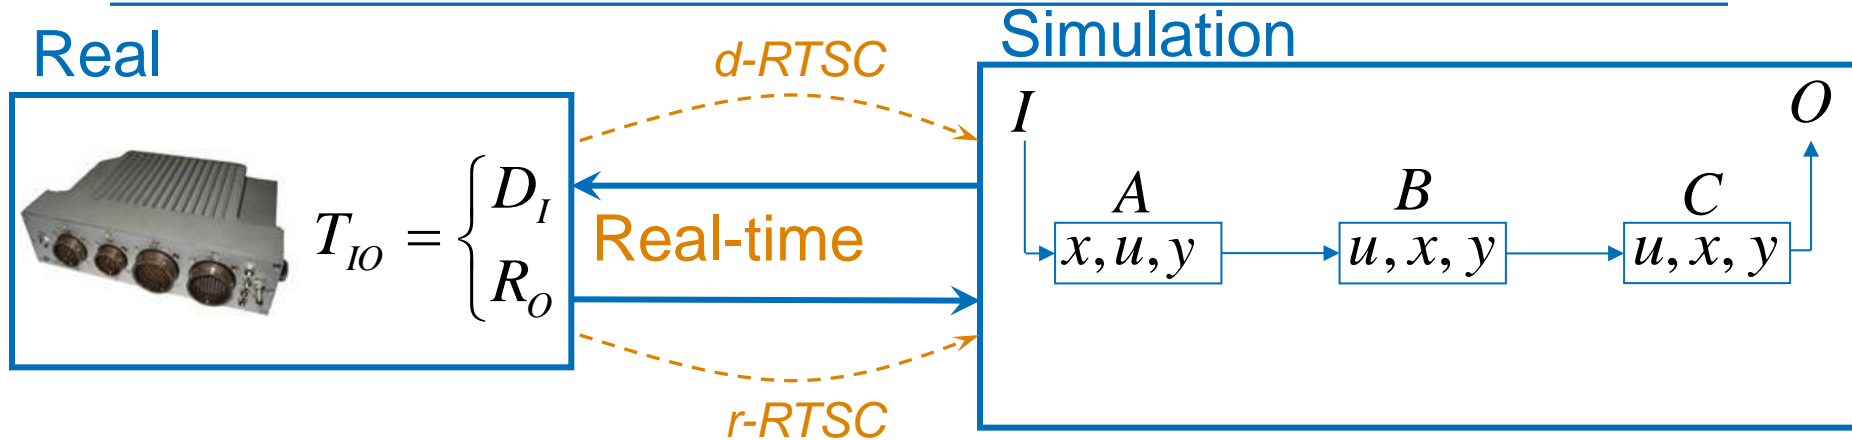 Real
d-RTSC
Simulation
I
O
A
B
C
T_IO = { D_I
R_O
Real-time
x, u, y
u, x, y
u, x, y
r-RTSC